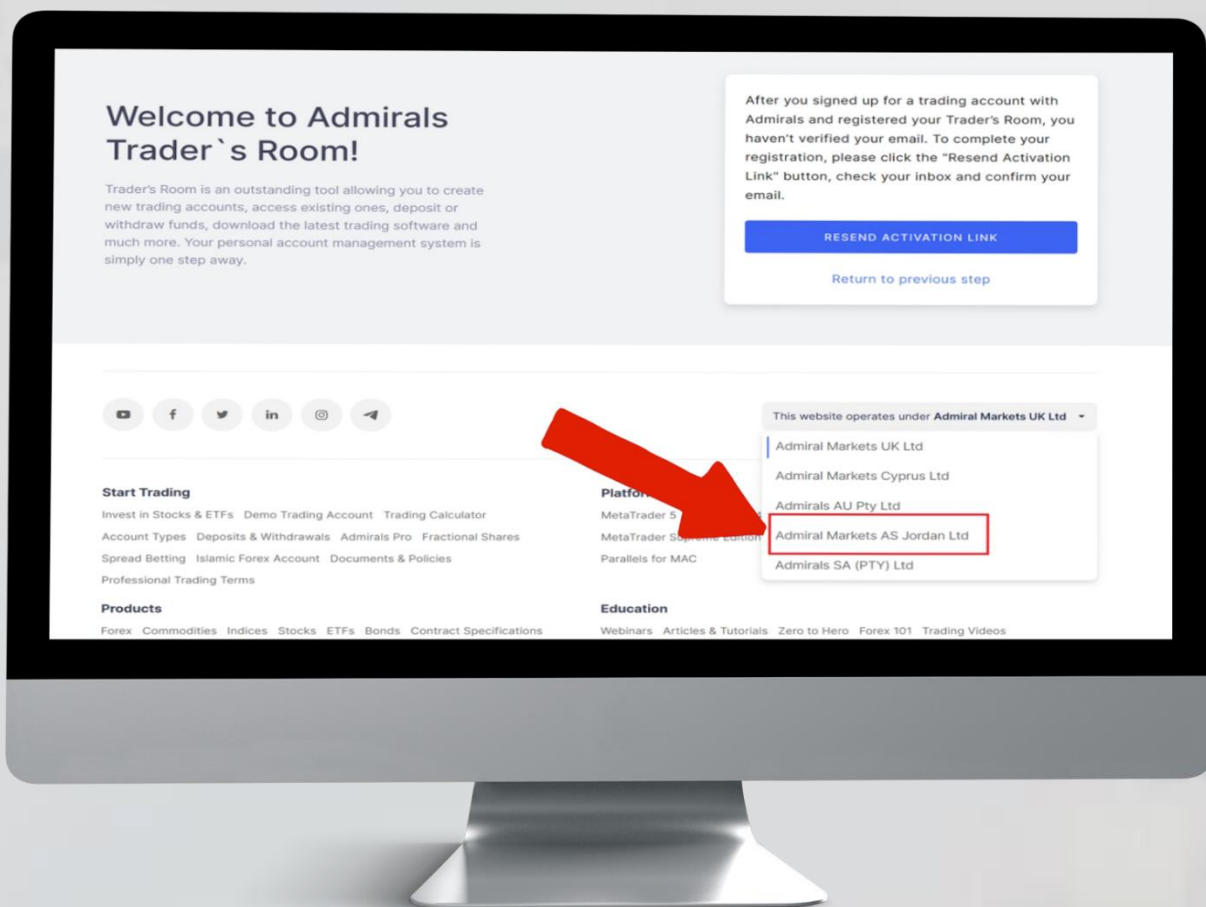 Welcome to Admirals
Trader`s Room!
Trader's Room is an outstanding tool allowing you to create
new trading accounts, access existing ones, deposit or
withdraw funds, download the latest trading software and
much more. Your personal account management system is
simply one step away.
After you signed up for a trading account with
Admirals and registered your Trader's Room, you
haven't verified your email. To complete your
registration, please click the "Resend Activation
Link" button, check your inbox and confirm your
email.
RESEND ACTIVATION LINK
Return to previous step
This website operates under Admiral Markets UK Ltd
Admiral Markets UK Ltd
Admiral Markets Cyprus Ltd
Admirals AU Pty Ltd
Admiral Markets AS Jordan Ltd
Admirals SA (PTY) Ltd
Start Trading
Invest in Stocks & ETFs Demo Trading Account Trading Calculator
Account Types Deposits & Withdrawals Admirals Pro Fractional Shares
Spread Betting Islamic Forex Account Documents & Policies
Professional Trading Terms
MetaTrader 5
MetaTrader Supreme Edition
Parallels for MAC
Products
Forex Commodities Indices Stocks ETFs Bonds Contract Specifications
Education
Webinars Articles & Tutorials Zero to Hero Forex 101 Trading Videos